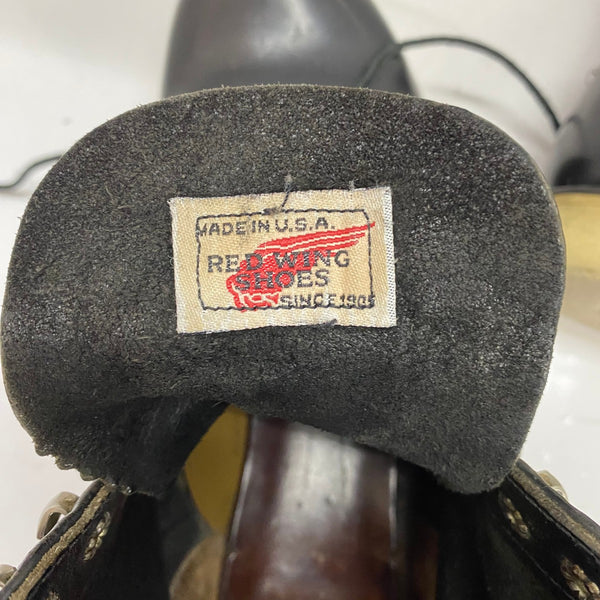 MADE IN U.S.A.
RED WING
SHOES
SINCE 1905